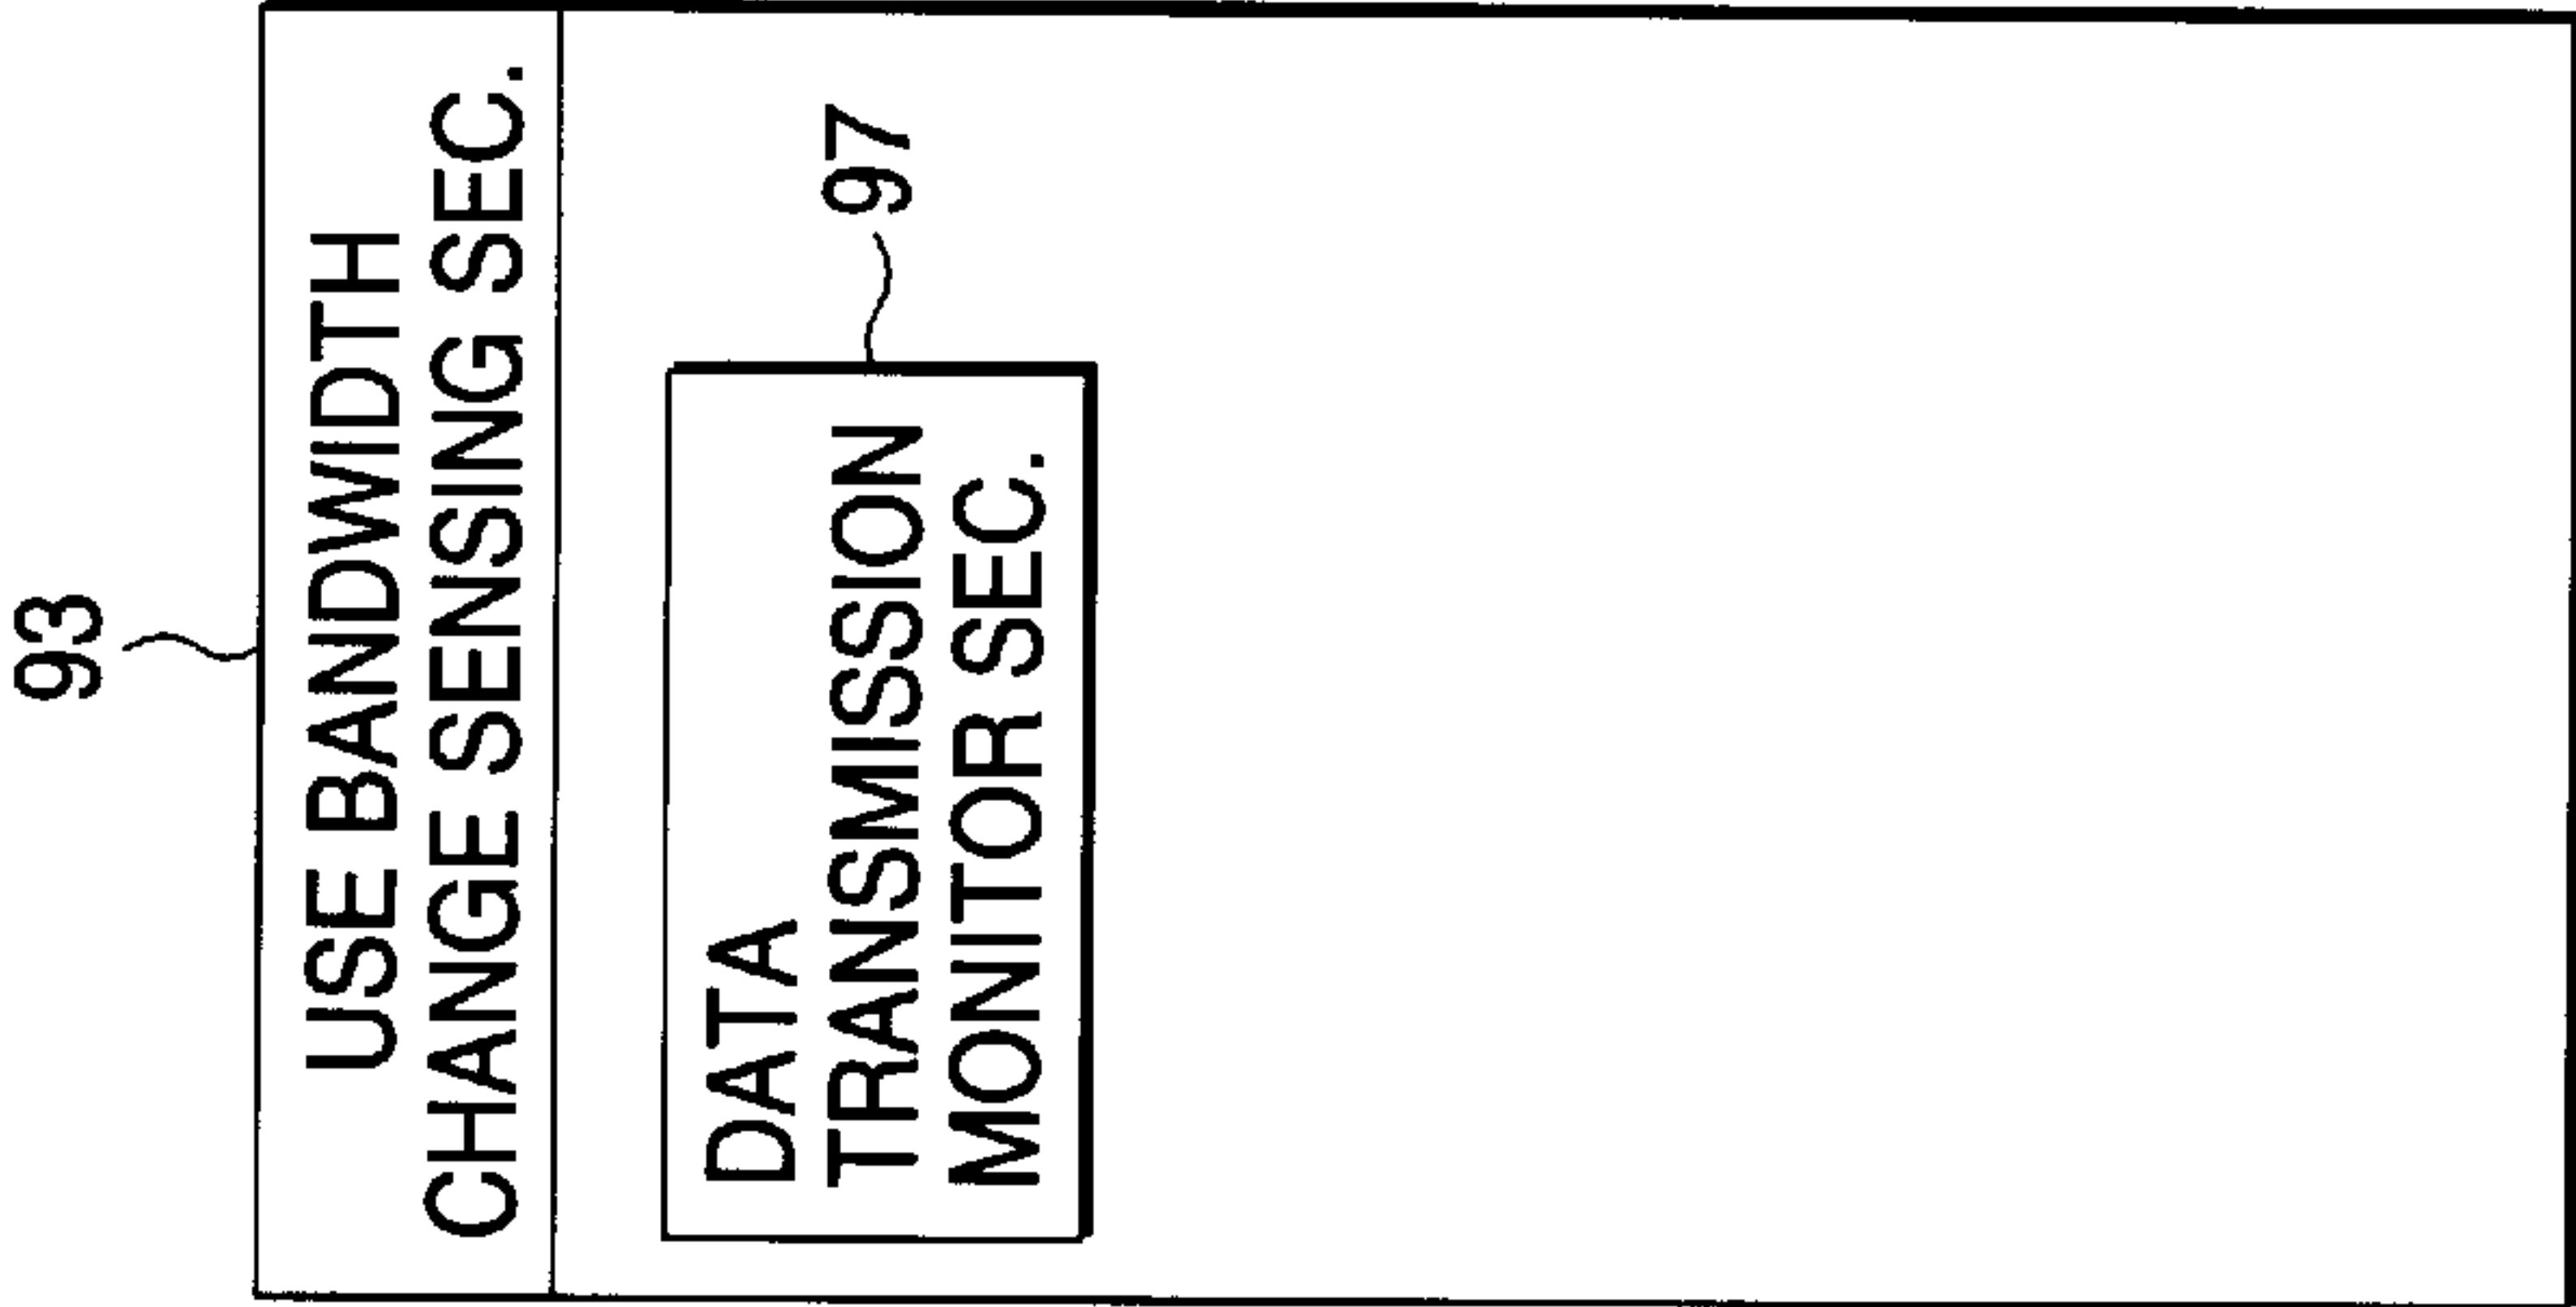 93
USE BANDWIDTH
CHANGE SENSING SEC.
97
DATA
TRANSMISSION
MONITOR SEC.